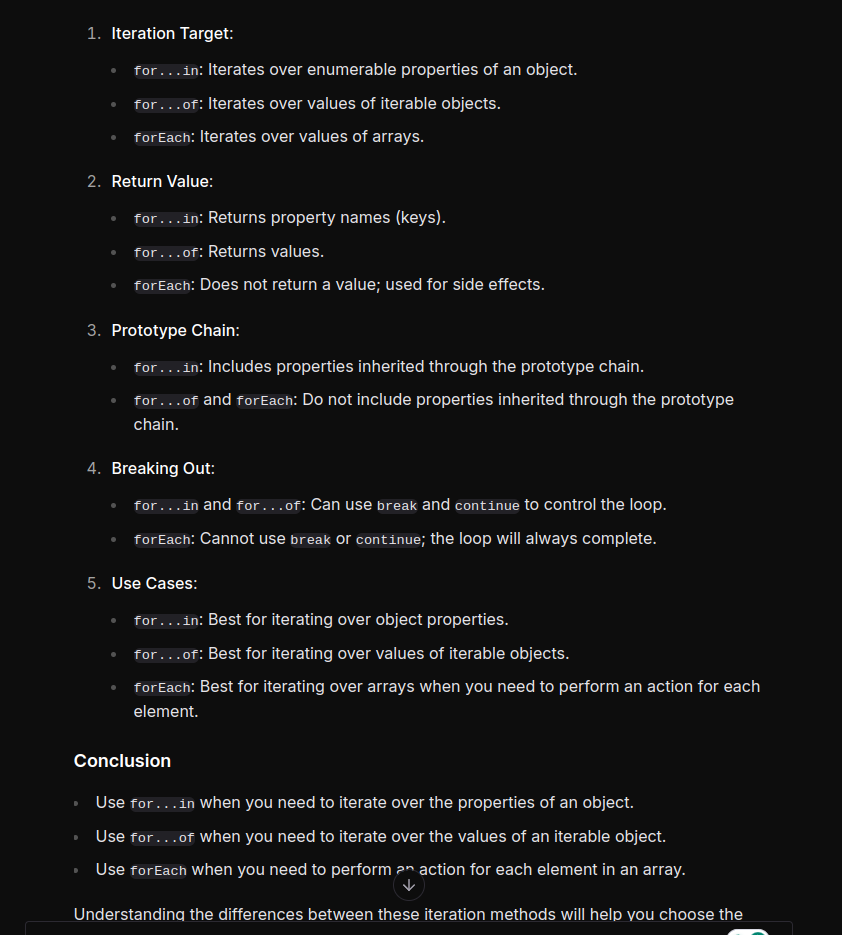 1. Iteration Target:
for...in: Iterates over enumerable properties of an object.
for...of: Iterates over values of iterable objects.
forEach: Iterates over values of arrays.
2. Return Value:
for...in: Returns property names (keys).
for...of: Returns values.
forEach: Does not return a value; used for side effects.
3. Prototype Chain:
for...in: Includes properties inherited through the prototype chain.
for...of and forEach: Do not include properties inherited through the prototype
chain.
4. Breaking Out:
for...in and for...of: Can use break and continue to control the loop.
forEach: Cannot use break or continue; the loop will always complete.
5. Use Cases:
for...in: Best for iterating over object properties.
for...of: Best for iterating over values of iterable objects.
forEach: Best for iterating over arrays when you need to perform an action for each
element.
Conclusion
Use for...in when you need to iterate over the properties of an object.
Use for...of when you need to iterate over the values of an iterable object.
Use forEach when you need to perform an action for each element in an array.
Understanding the differences between these iteration methods will help you choose the